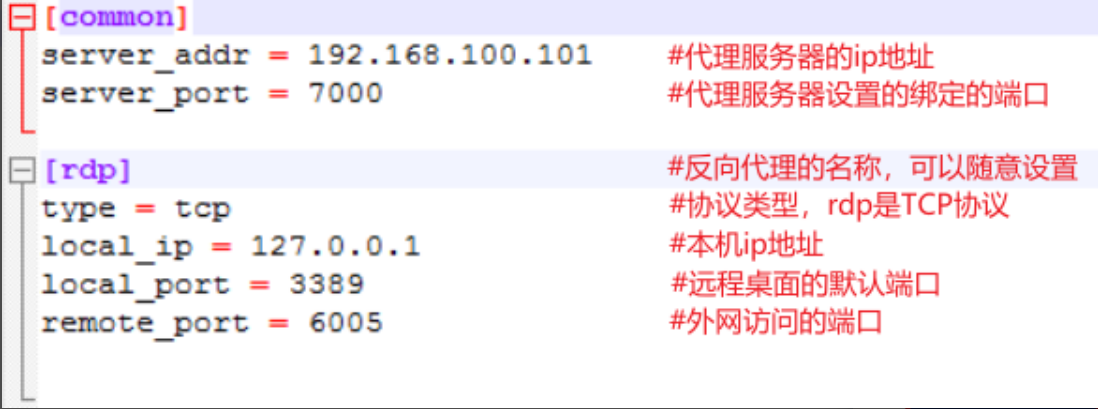 [common]
server_addr = 192.168.100.101 #代理服务器的ip地址
server_port = 7000 #代理服务器设置的绑定的端口
[rdp] #反向代理的名称，可以随意设置
type = tcp #协议类型，rdp是TCP协议
local_ip = 127.0.0.1 #本机ip地址
local_port = 3389 #远程桌面的默认端口
remote_port = 6005 #外网访问的端口